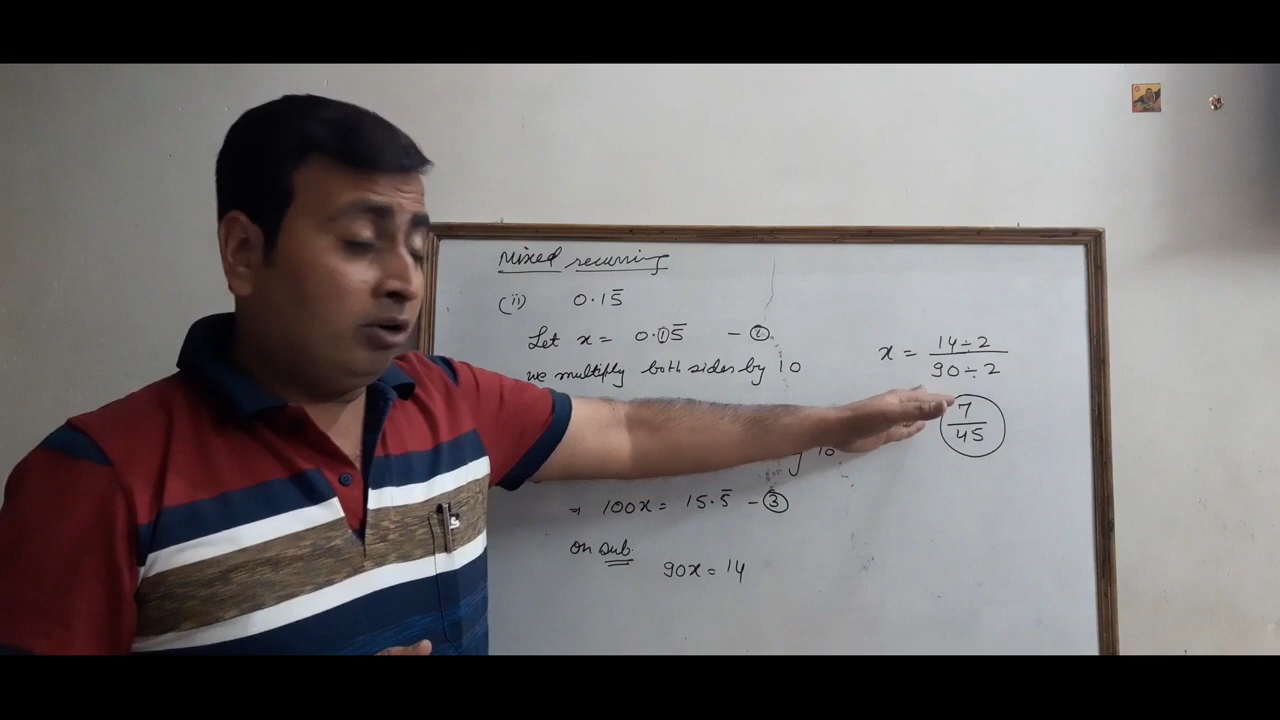 Mixed recurring
(ii) 0.15̅
Let x = 0.15̅ -
we multiply both sides by 10
10
⇒ 100x = 15.5̅ - ③
on sub.
90x = 14
x = 14÷2 / 90÷2
7 / 45